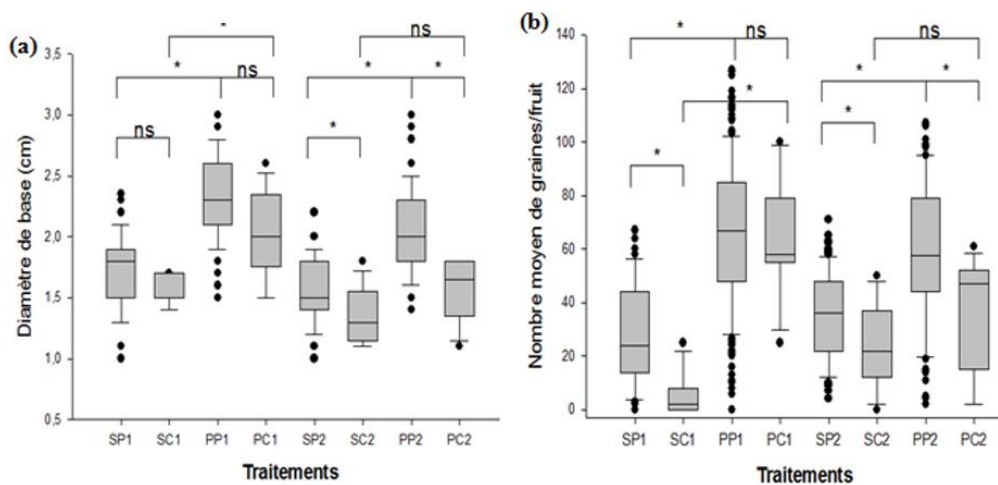 (a)
-
ns
3,5
*
ns
*
*
3,0
ns
*
2,5
2,0
1,5
1,0
0,5
Diamètre de base (cm)
SP1 SC1 PP1 PC1 SP2 SC2 PP2 PC2
Traitements
(b)
*
ns
ns
140
*
*
*
120
*
*
100
80
60
40
20
0
Nombre moyen de graines/fruit
SP1 SC1 PP1 PC1 SP2 SC2 PP2 PC2
Traitements